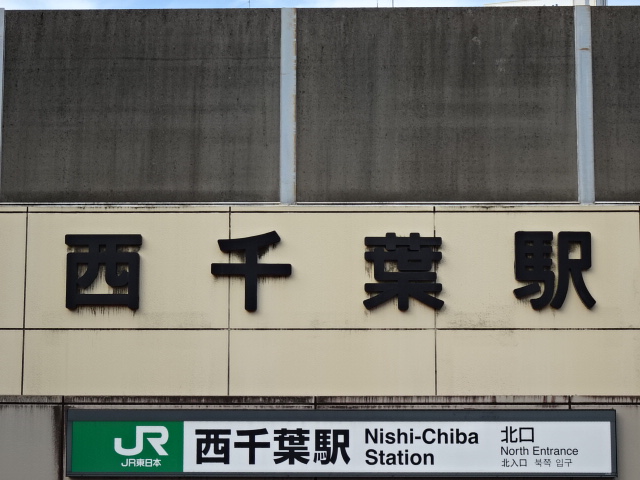 西千葉駅
JR
JR東日本
西千葉駅
Nishi-Chiba
Station
北口
North Entrance
北入口 북쪽 입구